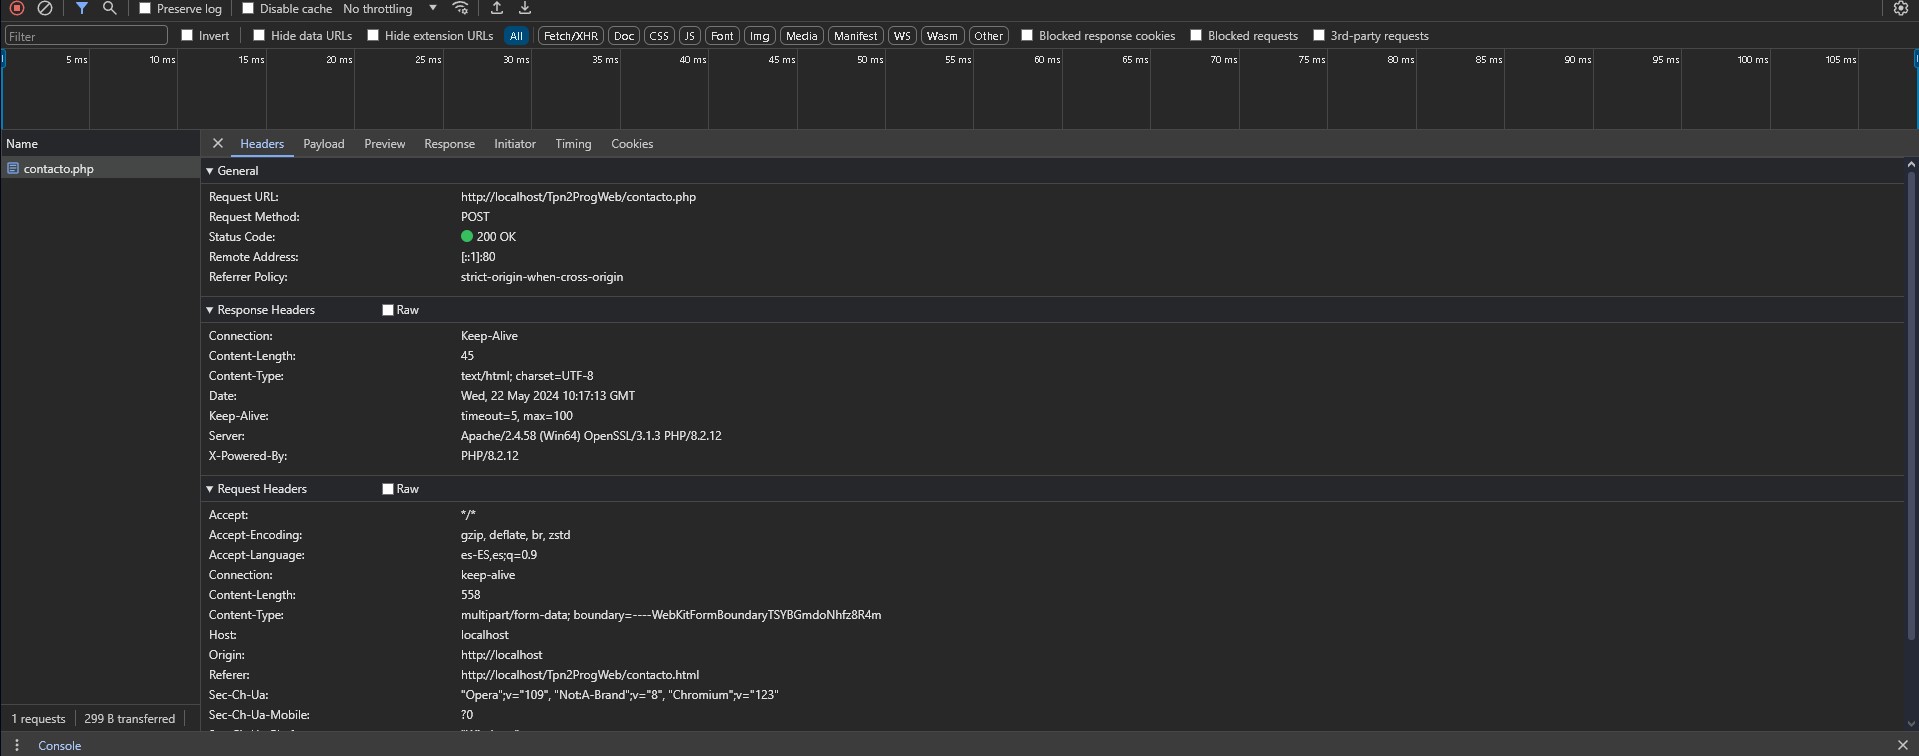 Preserve log Disable cache No throttling
Filter Invert Hide data URLs Hide extension URLs All Fetch/XHR Doc CSS JS Font Img Media Manifest WS Wasm Other Blocked response cookies Blocked requests 3rd-party requests
5 ms 10 ms 15 ms 20 ms 25 ms 30 ms 35 ms 40 ms 45 ms 50 ms 55 ms 60 ms 65 ms 70 ms 75 ms 80 ms 85 ms 90 ms 95 ms 100 ms 105 ms
Name
contacto.php
Headers Payload Preview Response Initiator Timing Cookies
General
Request URL: http://localhost/Tpn2ProgWeb/contacto.php
Request Method: POST
Status Code: 200 OK
Remote Address: [::1]:80
Referrer Policy: strict-origin-when-cross-origin
Response Headers Raw
Connection: Keep-Alive
Content-Length: 45
Content-Type: text/html; charset=UTF-8
Date: Wed, 22 May 2024 10:17:13 GMT
Keep-Alive: timeout=5, max=100
Server: Apache/2.4.58 (Win64) OpenSSL/3.1.3 PHP/8.2.12
X-Powered-By: PHP/8.2.12
Request Headers Raw
Accept: */*
Accept-Encoding: gzip, deflate, br, zstd
Accept-Language: es-ES,es;q=0.9
Connection: keep-alive
Content-Length: 558
Content-Type: multipart/form-data; boundary=----WebKitFormBoundaryTSYBGmdoNhfz8R4m
Host: localhost
Origin: http://localhost
Referer: http://localhost/Tpn2ProgWeb/contacto.html
Sec-Ch-Ua: "Opera";v="109", "Not:A-Brand";v="8", "Chromium";v="123"
Sec-Ch-Ua-Mobile: ?0
1 requests 299 B transferred
Console